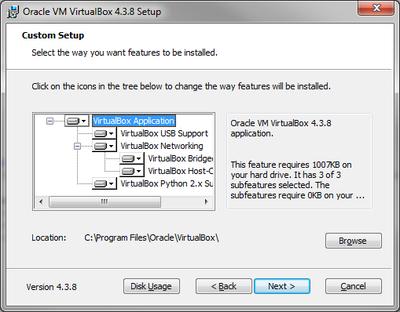 Oracle VM VirtualBox 4.3.8 Setup
Custom Setup
Select the way you want features to be installed.
Click on the icons in the tree below to change the way features will be installed.
VirtualBox Application
VirtualBox USB Support
VirtualBox Networking
VirtualBox Bridge
VirtualBox Host-C
VirtualBox Python 2.x Su
Oracle VM VirtualBox 4.3.8
application.
This feature requires 1007KB on
your hard drive. It has 3 of 3
subfeatures selected. The
subfeatures require 0KB on your ...
Location: C:\Program Files\Oracle\VirtualBox\
Browse
Version 4.3.8 Disk Usage < Back Next > Cancel